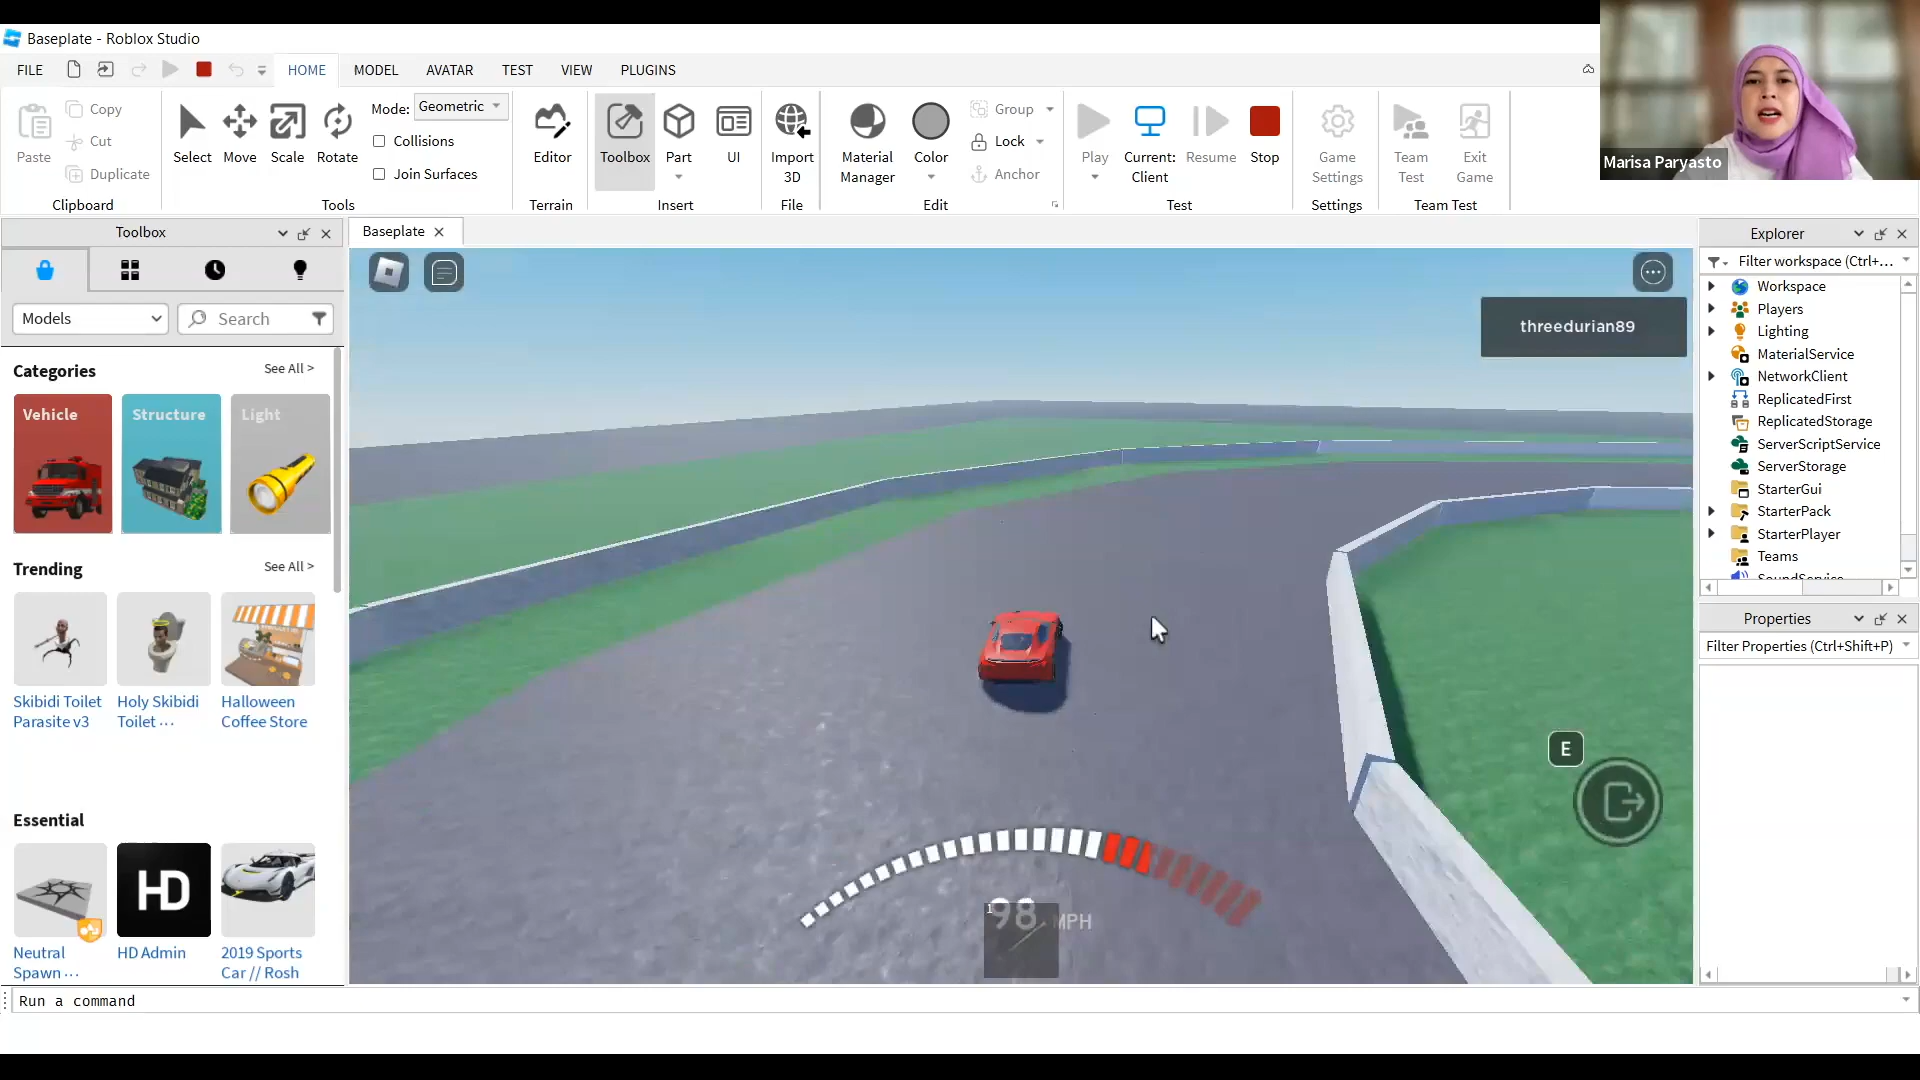 Baseplate - Roblox Studio
FILE
HOME
MODEL
AVATAR
TEST
VIEW
PLUGINS
Paste
Copy
Cut
Duplicate
Clipboard
Select
Move
Scale
Rotate
Mode:
Geometric
Collisions
Join Surfaces
Tools
Editor
Terrain
Toolbox
Part
UI
Insert
Import
3D
File
Material
Manager
Color
Group
Lock
Anchor
Edit
Play
Current:
Client
Resume
Stop
Test
Game
Settings
Settings
Team
Test
Exit
Game
Team Test
Marisa Paryasto
Toolbox
Models
Search
Categories
See All >
Vehicle
Structure
Light
Trending
See All >
Skibidi Toilet
Parasite v3
Holy Skibidi
Toilet ...
Halloween
Coffee Store
Essential
HD
Neutral
Spawn ...
HD Admin
2019 Sports
Car // Rosh
Baseplate
threedurian89
E
1
98 MPH
Explorer
Filter workspace (Ctrl+...
Workspace
Players
Lighting
MaterialService
NetworkClient
ReplicatedFirst
ReplicatedStorage
ServerScriptService
ServerStorage
StarterGui
StarterPack
StarterPlayer
Teams
SoundService
Properties
Filter Properties (Ctrl+Shift+P)
Run a command